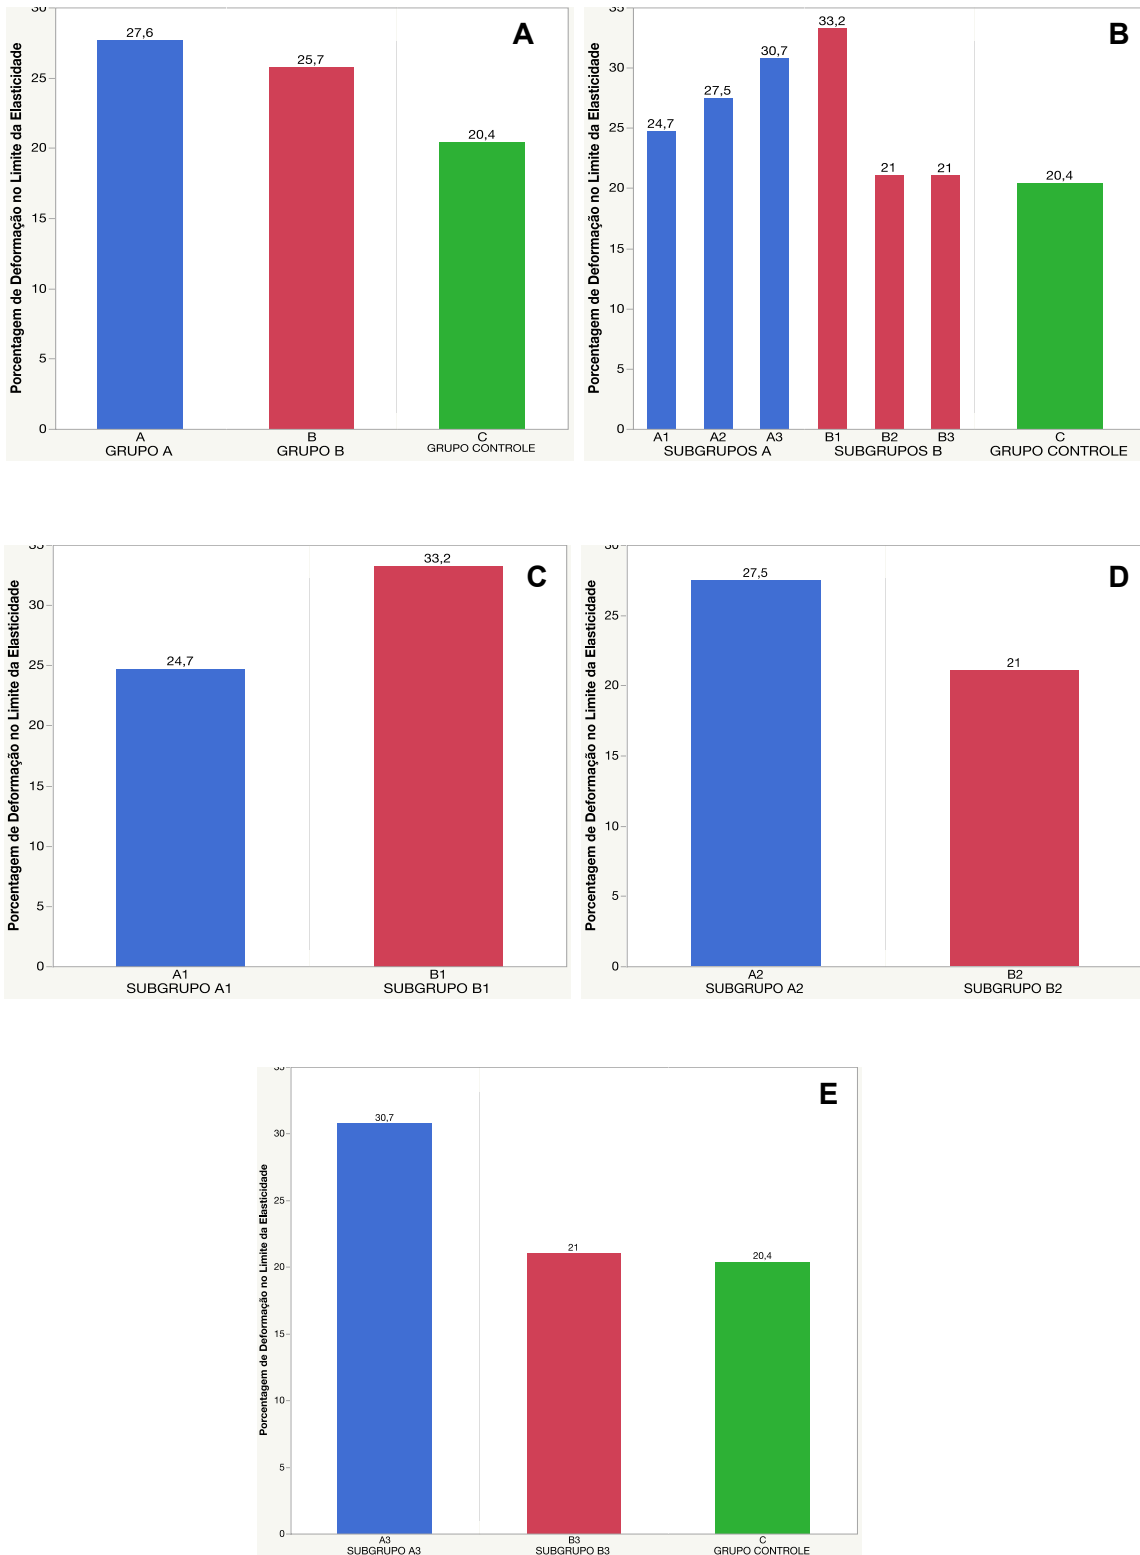 A
Porcentagem de Deformação no Limite da Elasticidade
30
25
20
15
10
5
0
27,6
25,7
20,4
A B C
GRUPO A GRUPO B GRUPO CONTROLE
B
Porcentagem de Deformação no Limite da Elasticidade
35
30
25
20
15
10
5
0
24,7
27,5
30,7
33,2
21
21
20,4
A1 A2 A3 B1 B2 B3 C
SUBGRUPOS A SUBGRUPOS B GRUPO CONTROLE
C
Porcentagem de Deformação no Limite da Elasticidade
35
30
25
20
15
10
5
0
24,7
33,2
A1 B1
SUBGRUPO A1 SUBGRUPO B1
D
Porcentagem de Deformação no Limite da Elasticidade
30
25
20
15
10
5
0
27,5
21
A2 B2
SUBGRUPO A2 SUBGRUPO B2
E
Porcentagem de Deformação no Limite da Elasticidade
35
30
25
20
15
10
5
0
30,7
21
20,4
A3 B3 C
SUBGRUPO A3 SUBGRUPO B3 GRUPO CONTROLE